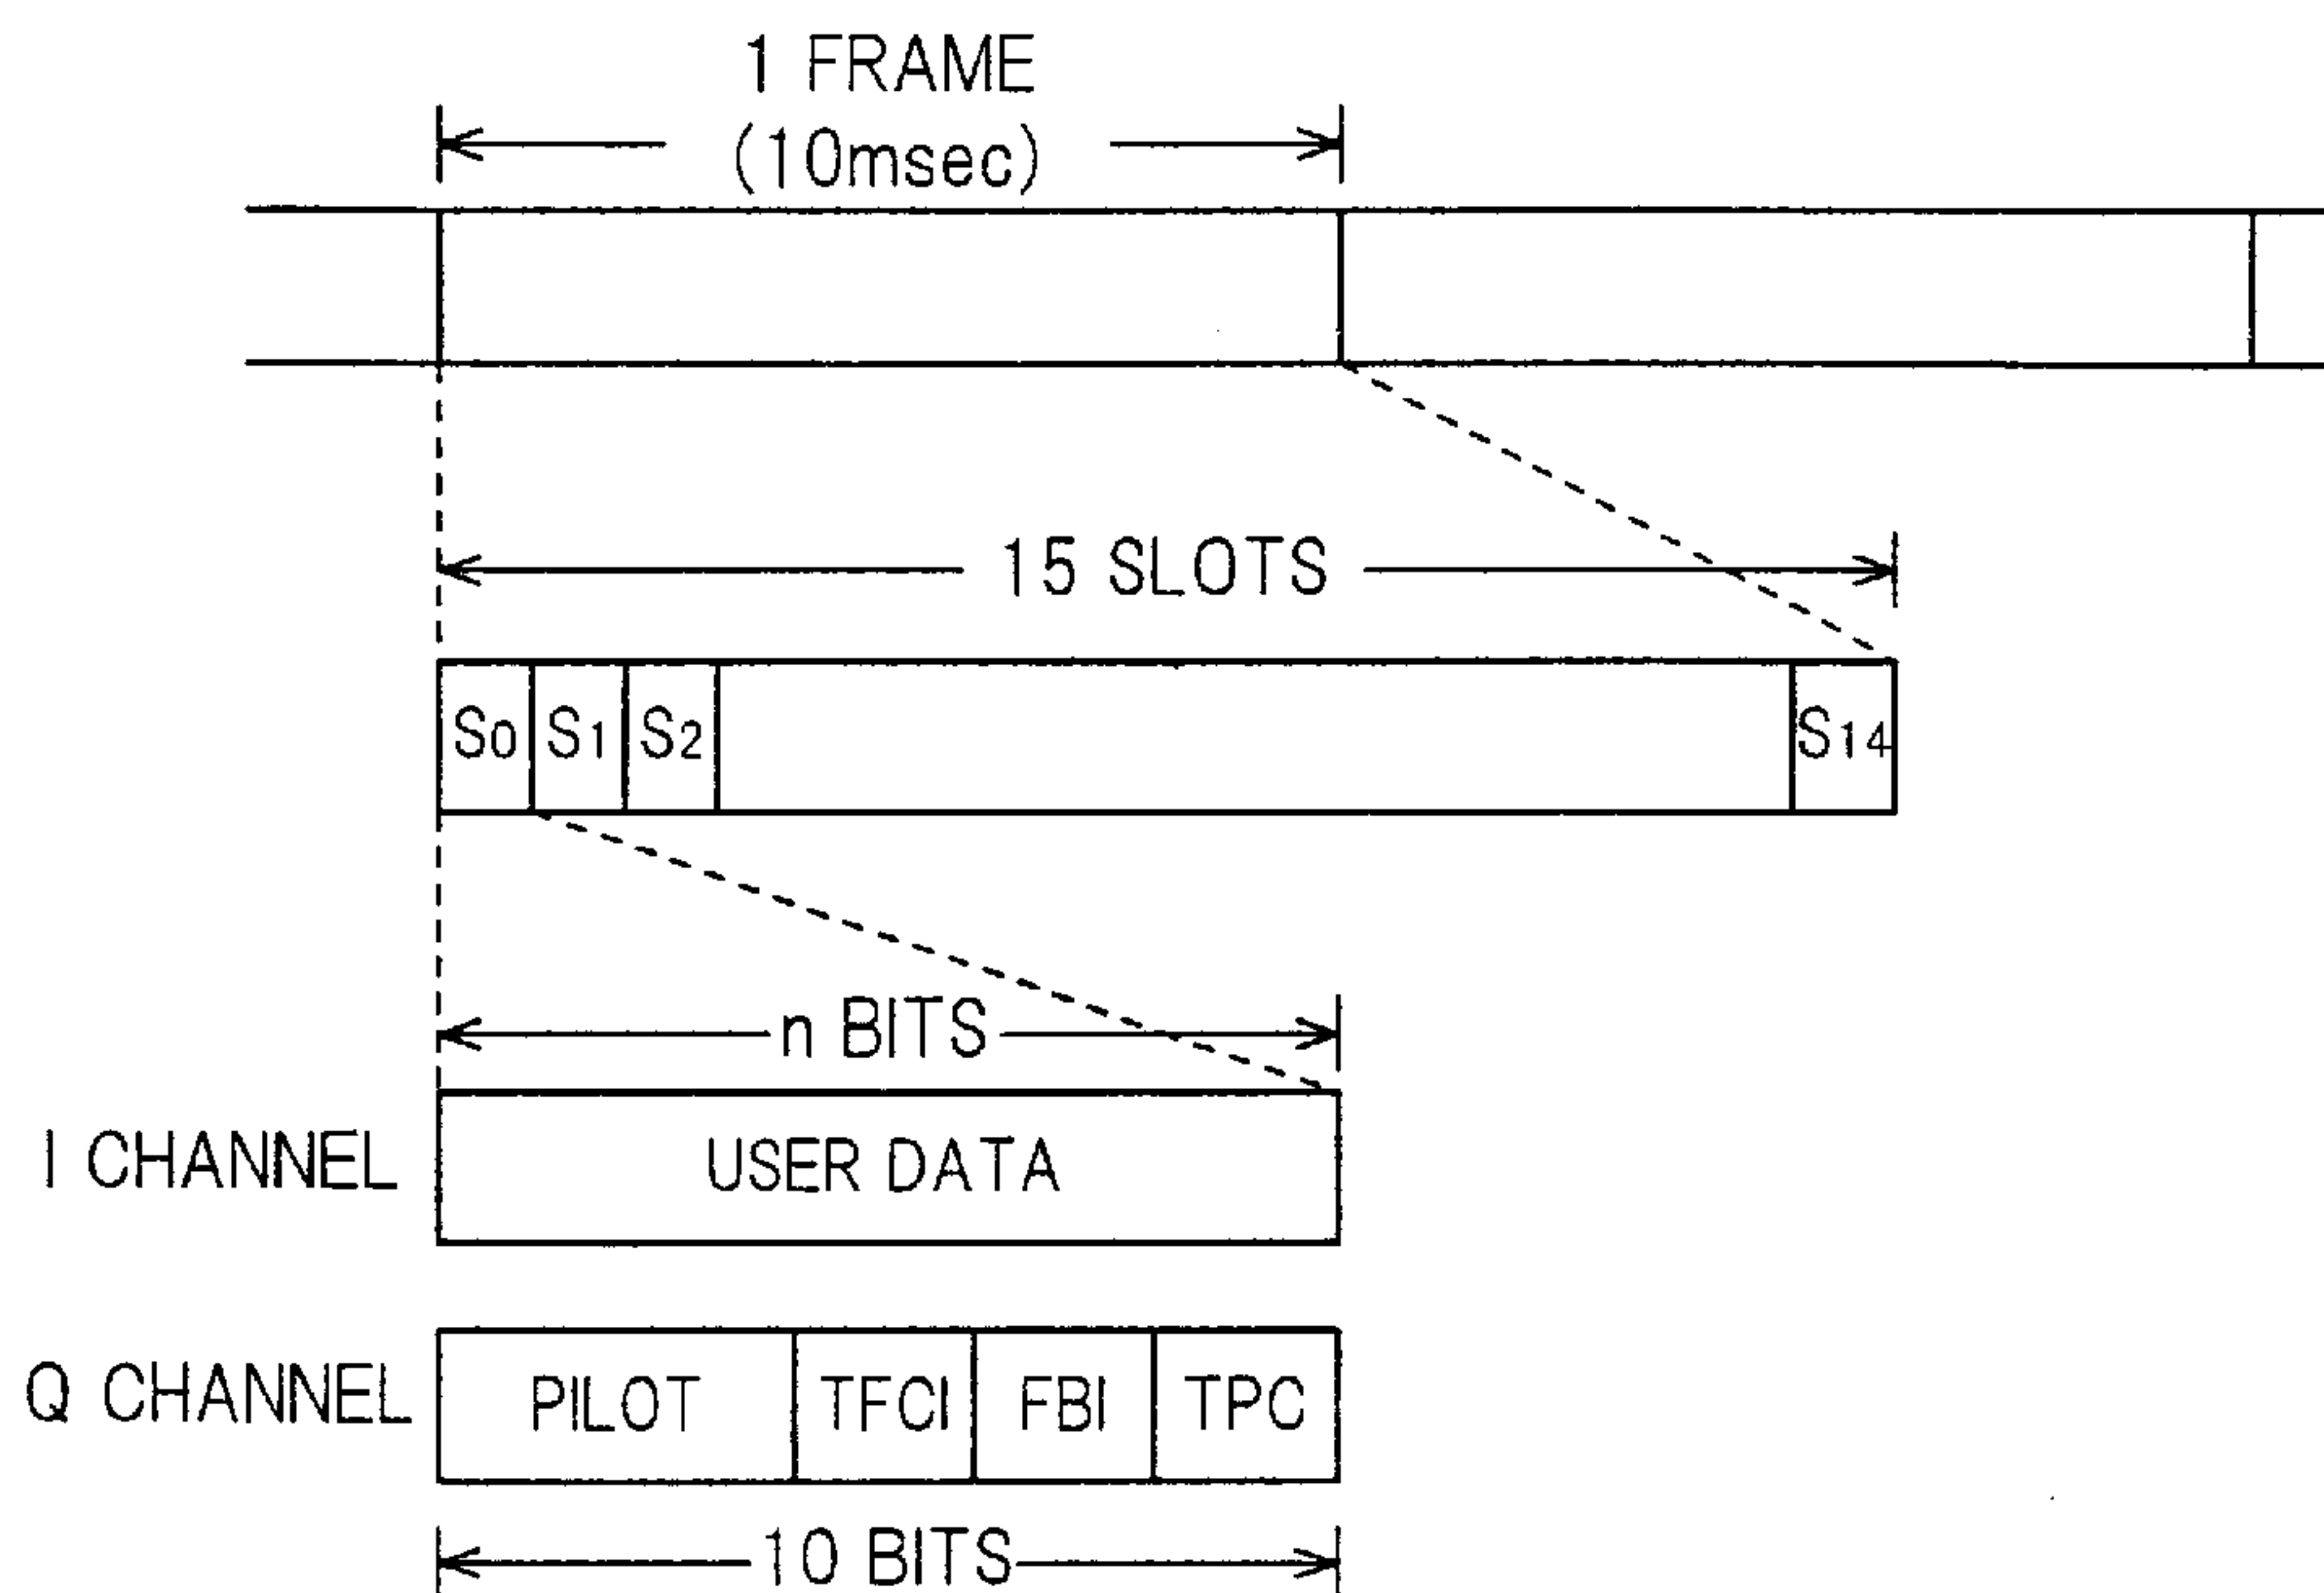 1 FRAME
(10msec)
15 SLOTS
S0 S1 S2 S14
n BITS
I CHANNEL USER DATA
Q CHANNEL PILOT TFCI FBI TPC
10 BITS